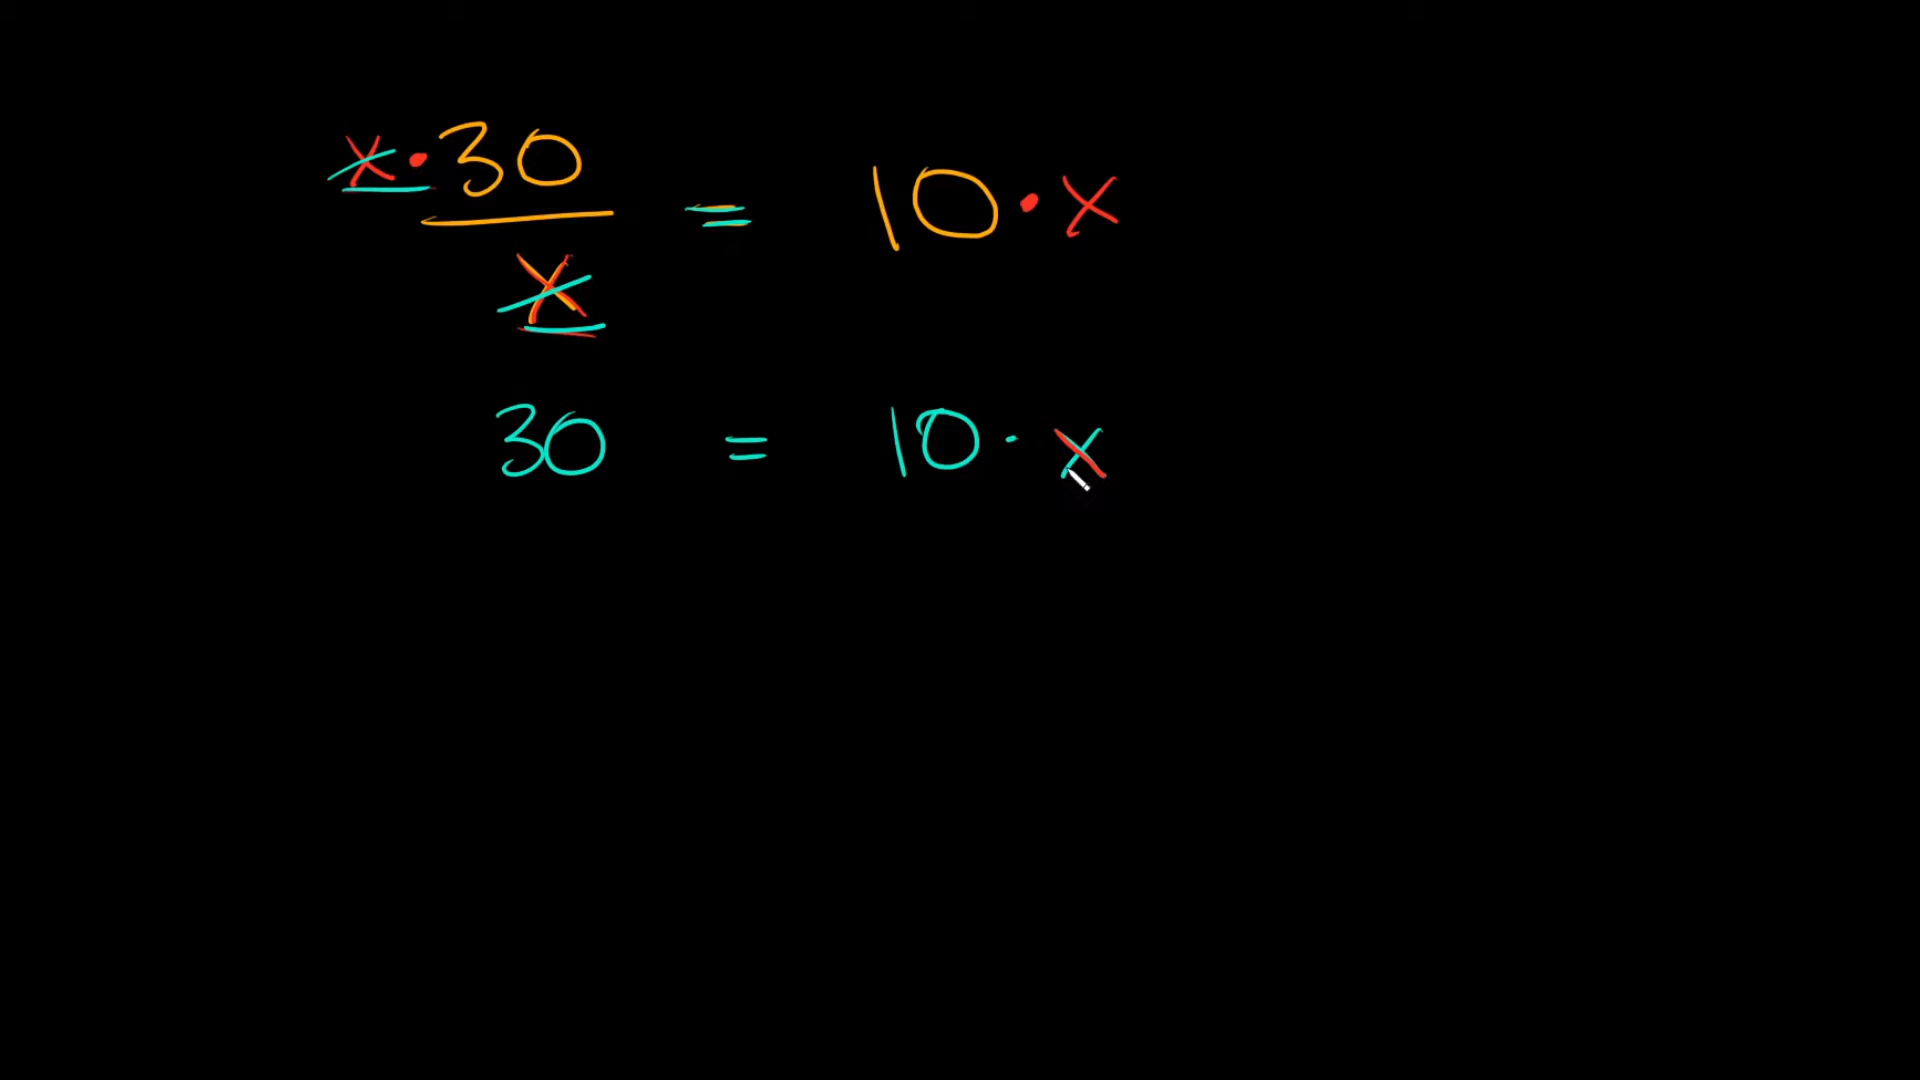 x · 30 / x = 10 · x
30 = 10 · x